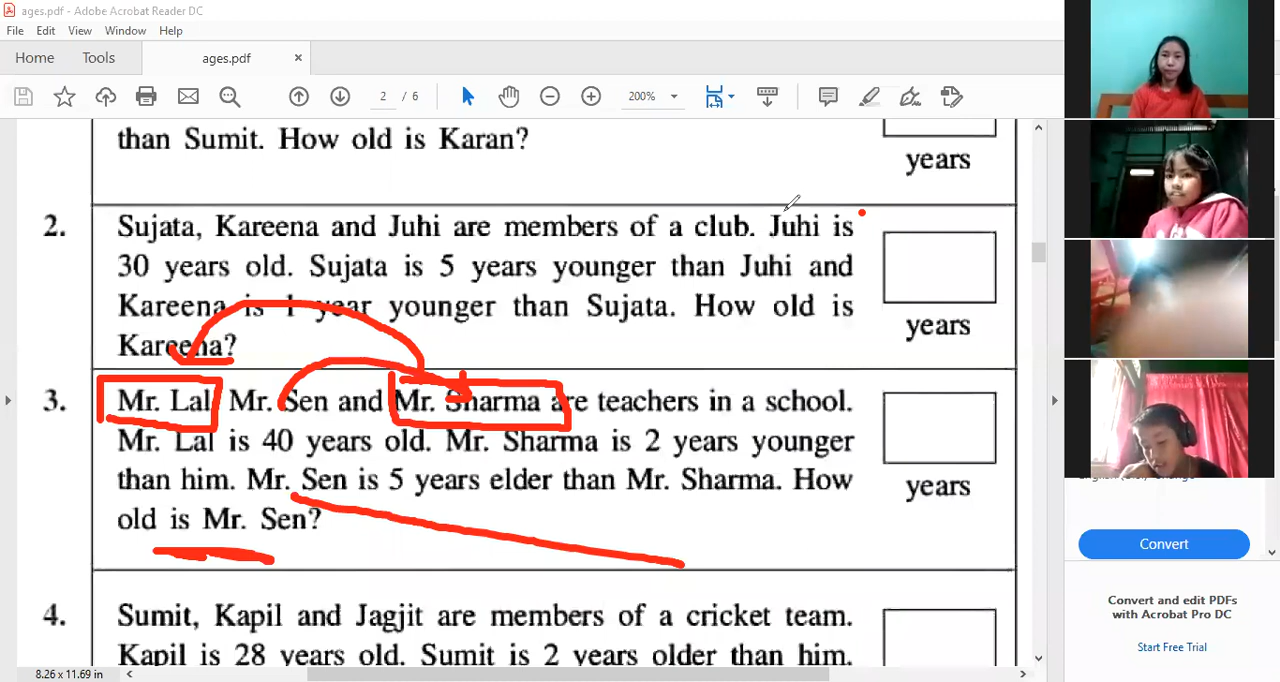 ages.pdf - Adobe Acrobat Reader DC
File Edit View Window Help
Home Tools ages.pdf ×
2 / 6 200%
than Sumit. How old is Karan?
years
2. Sujata, Kareena and Juhi are members of a club. Juhi is
30 years old. Sujata is 5 years younger than Juhi and
Kareena is 1 year younger than Sujata. How old is
Kareena?
years
3. Mr. Lal Mr. Sen and Mr. Sharma are teachers in a school.
Mr. Lal is 40 years old. Mr. Sharma is 2 years younger
than him. Mr. Sen is 5 years elder than Mr. Sharma. How
old is Mr. Sen?
years
4. Sumit, Kapil and Jagjit are members of a cricket team.
Kapil is 28 years old. Sumit is 2 years older than him.
8.26 x 11.69 in
Convert
Convert and edit PDFs
with Acrobat Pro DC
Start Free Trial